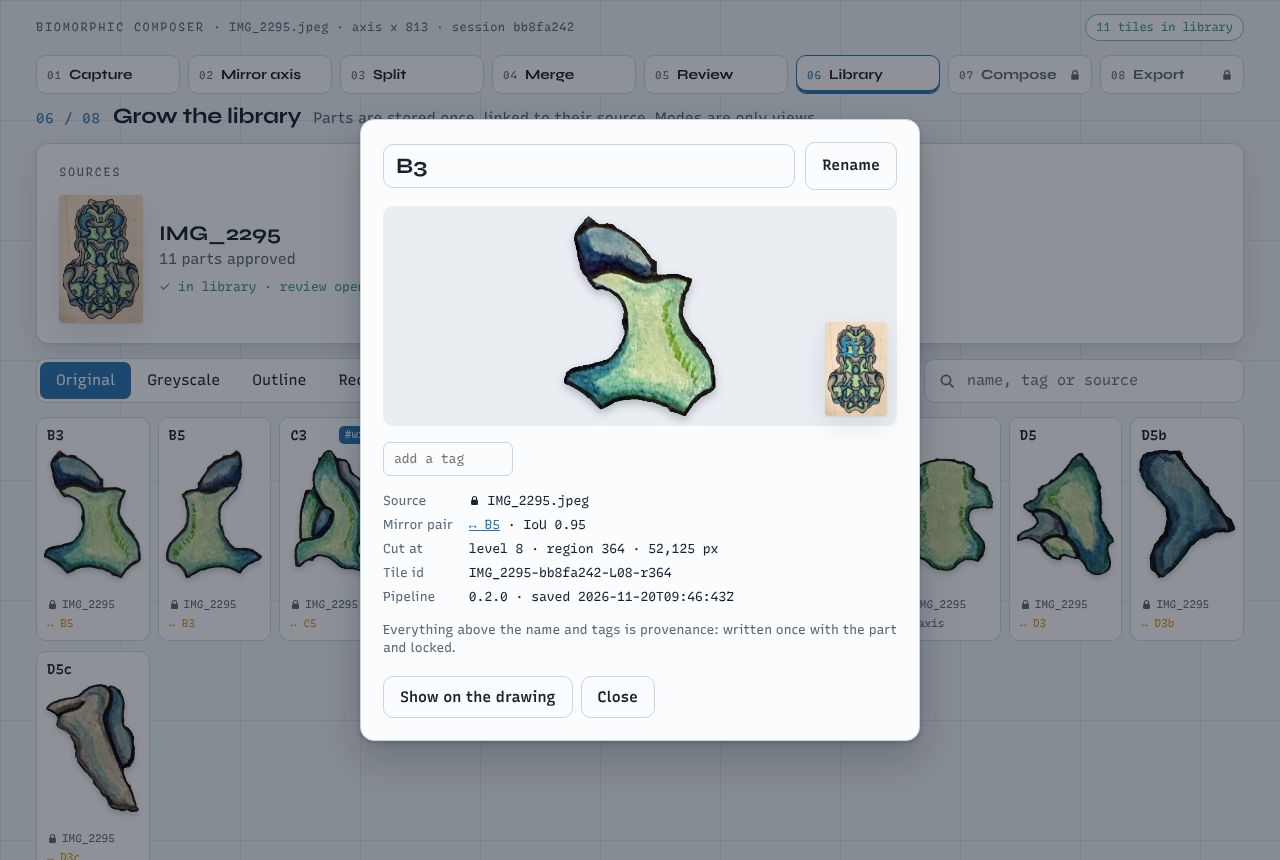 BIOMORPHIC COMPOSER · IMG_2295.jpeg · axis x 813 · session bb8fa242
11 tiles in library
01 Capture
02 Mirror axis
03 Split
04 Merge
05 Review
06 Library
07 Compose
08 Export
06 / 08 Grow the library Parts are stored once, linked to their source. Modes are only views.
SOURCES
IMG_2295
11 parts approved
✓ in library · review open
Original
Greyscale
Outline
name, tag or source
B3
IMG_2295
↔ B5
B5
IMG_2295
↔ B3
C3
IMG_2295
↔ C5
IMG_2295
axis
D5
IMG_2295
↔ D3
D5b
IMG_2295
↔ D3b
D5c
IMG_2295
↔ D3c
B3
Rename
add a tag
Source IMG_2295.jpeg
Mirror pair ↔ B5 · IoU 0.95
Cut at level 8 · region 364 · 52,125 px
Tile id IMG_2295-bb8fa242-L08-r364
Pipeline 0.2.0 · saved 2026-11-20T09:46:43Z
Everything above the name and tags is provenance: written once with the part
and locked.
Show on the drawing
Close